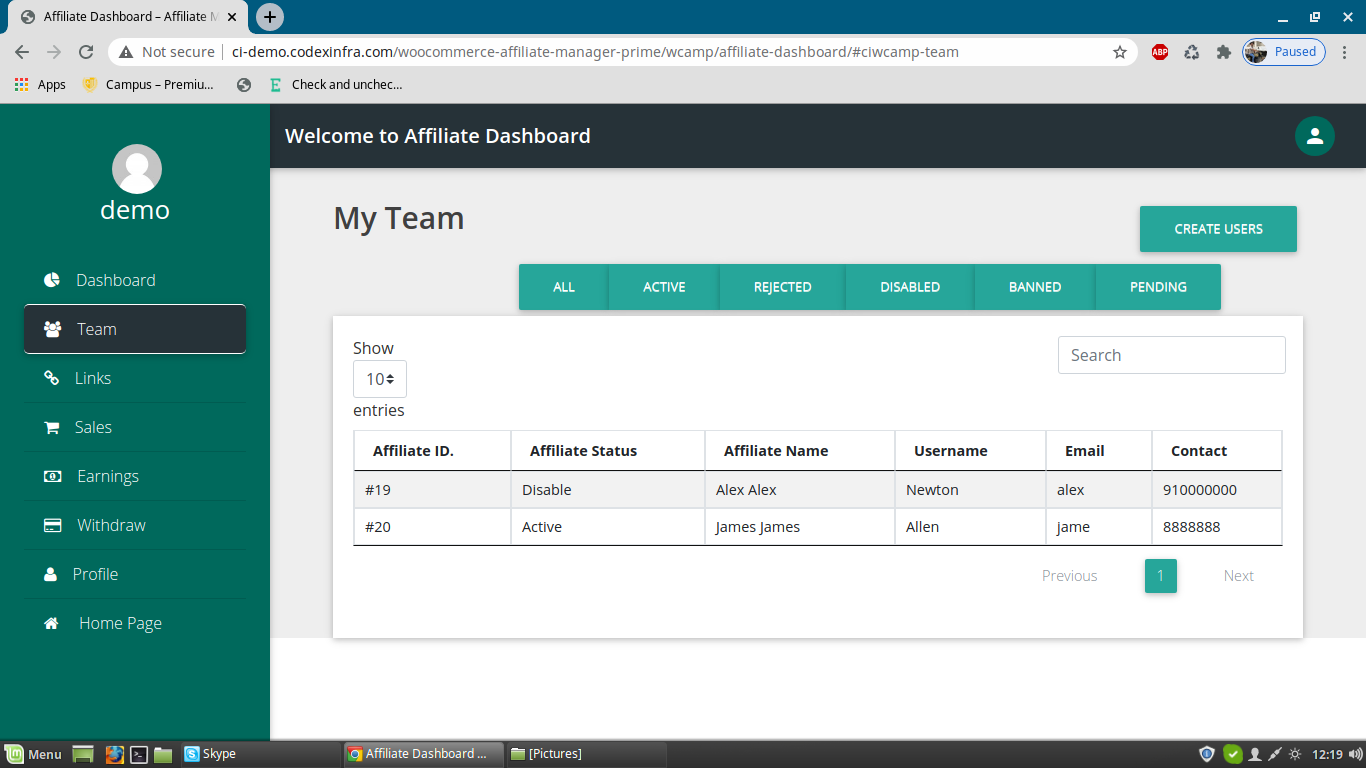 Affiliate Dashboard – Affiliate M
Not secure
ci-demo.codexinfra.com/woocommerce-affiliate-manager-prime/wcamp/affiliate-dashboard/#ciwcamp-team
ABP
Paused
Apps
Campus – Premiu...
Check and unchec...
demo
Dashboard
Team
Links
Sales
Earnings
Withdraw
Profile
Home Page
Welcome to Affiliate Dashboard
My Team
CREATE USERS
ALL ACTIVE REJECTED DISABLED BANNED PENDING
Show
10
entries
Search
Affiliate ID. Affiliate Status Affiliate Name Username Email Contact
#19 Disable Alex Alex Newton alex 910000000
#20 Active James James Allen jame 8888888
Previous 1 Next
Menu
Skype
Affiliate Dashboard ...
[Pictures]
12:19